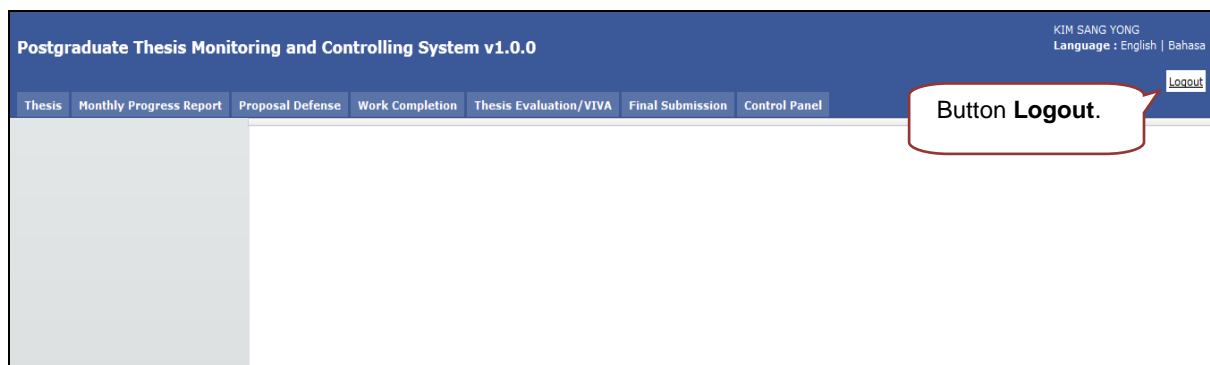 KIM SANG YONG
Postgraduate Thesis Monitoring and Controlling System v1.0.0
Language : English | Bahasa
Logout
Thesis Monthly Progress Report Proposal Defense Work Completion Thesis Evaluation/VIVA Final Submission Control Panel
Button Logout.